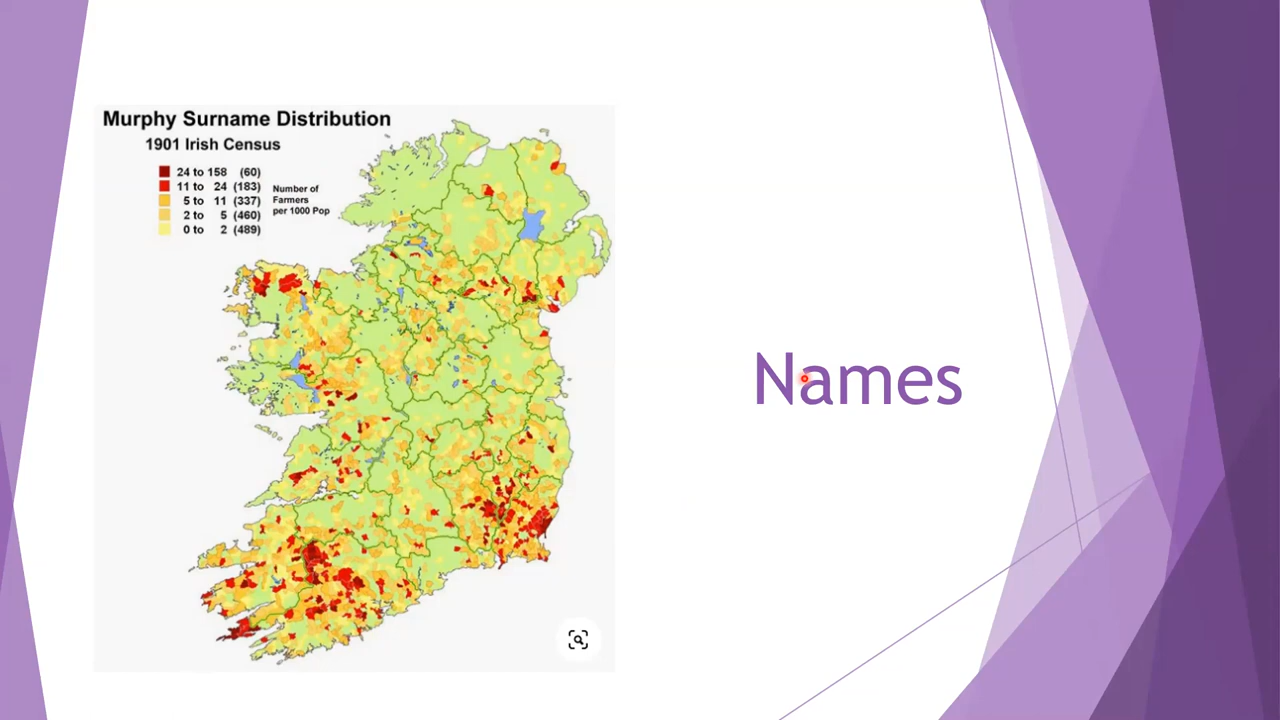 Murphy Surname Distribution
1901 Irish Census
24 to 158 (60)
11 to 24 (183)
5 to 11 (337)
2 to 5 (460)
0 to 2 (489)
Number of
Farmers
per 1000 Pop
Names